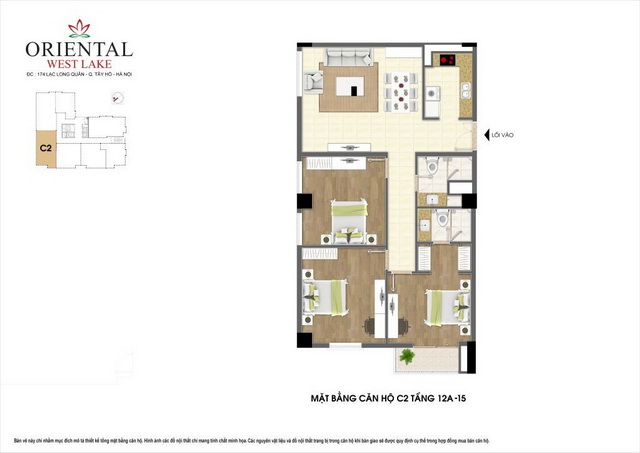 ORIENTAL
WEST LAKE
ĐC : 174 LẠC LONG QUÂN - Q. TÂY HỒ - HÀ NỘI
C2
LỐI VÀO
MẶT BẰNG CĂN HỘ C2 TẦNG 12A-15
Bản vẽ này chỉ nhằm mục đích mô tả thiết kế tổng mặt bằng căn hộ. Hình ảnh các đồ nội thất chỉ mang tính chất minh họa. Các nguyên vật liệu và đồ nội thất trang bị trong căn hộ khi bàn giao sẽ được quy định cụ thể trong hợp đồng mua bán căn hộ.